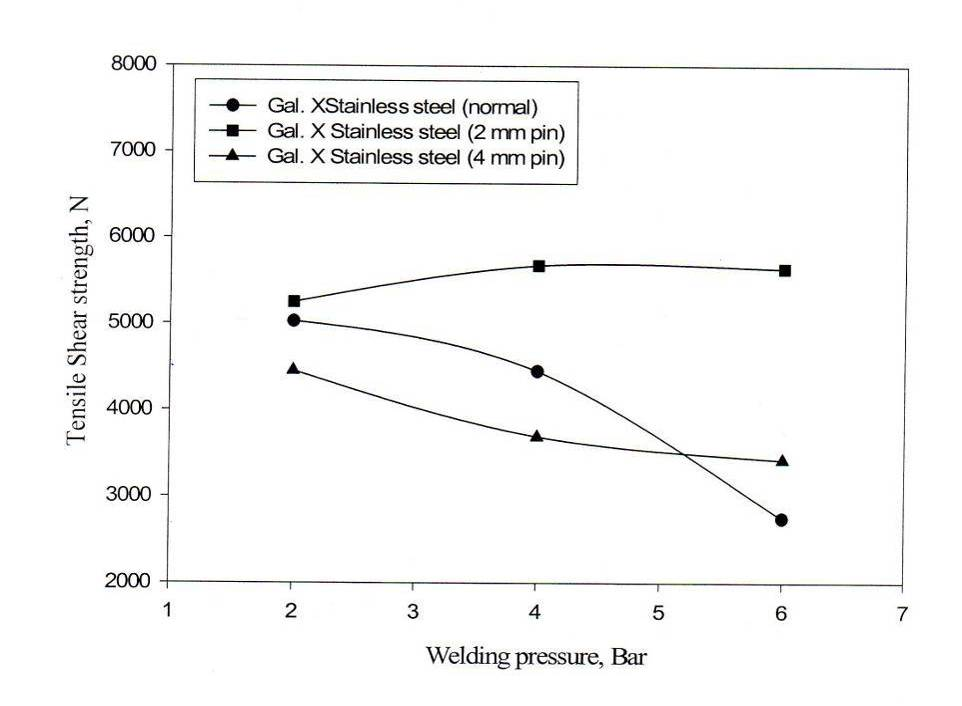 8000
7000
6000
5000
4000
3000
2000
Tensile Shear strength, N
Gal. XStainless steel (normal)
Gal. X Stainless steel (2 mm pin)
Gal. X Stainless steel (4 mm pin)
1 2 3 4 5 6 7
Welding pressure, Bar